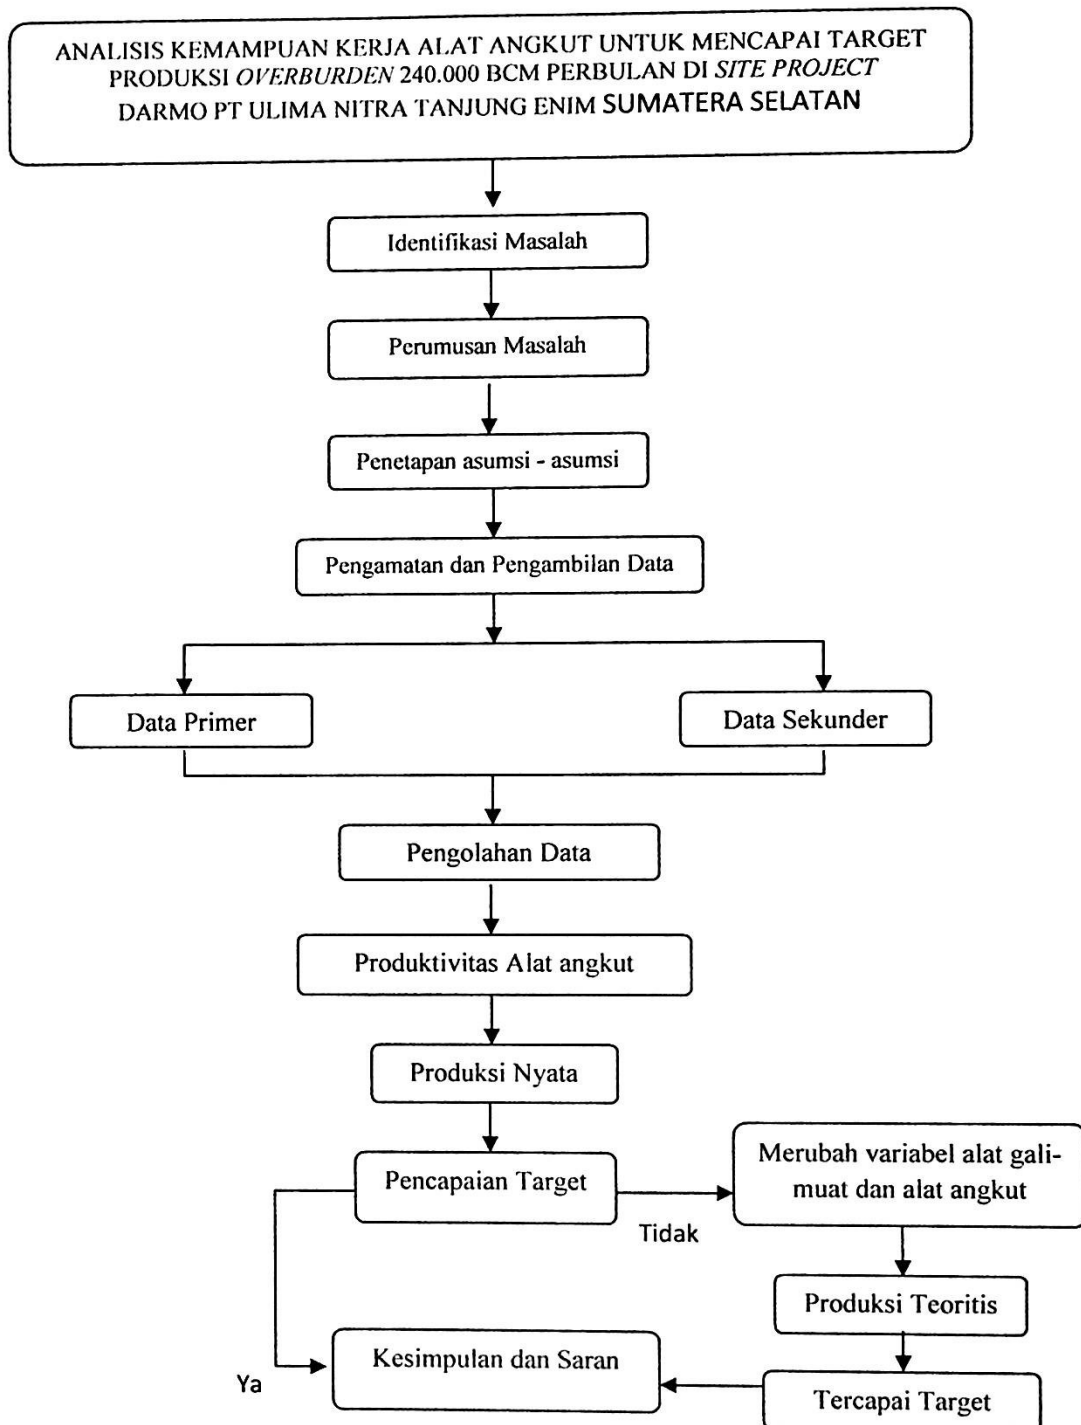 ANALISIS KEMAMPUAN KERJA ALAT ANGKUT UNTUK MENCAPAI TARGET
PRODUKSI OVERBURDEN 240.000 BCM PERBULAN DI SITE PROJECT
DARMO PT ULIMA NITRA TANJUNG ENIM SUMATERA SELATAN
Identifikasi Masalah
Perumusan Masalah
Penetapan asumsi - asumsi
Pengamatan dan Pengambilan Data
Data Primer
Data Sekunder
Pengolahan Data
Produktivitas Alat angkut
Produksi Nyata
Pencapaian Target
Tidak
Merubah variabel alat gali-
muat dan alat angkut
Produksi Teoritis
Tercapai Target
Kesimpulan dan Saran
Ya